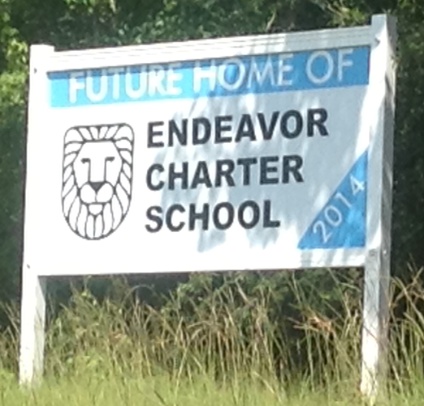 FUTURE HOME OF
ENDEAVOR
CHARTER
SCHOOL
2014